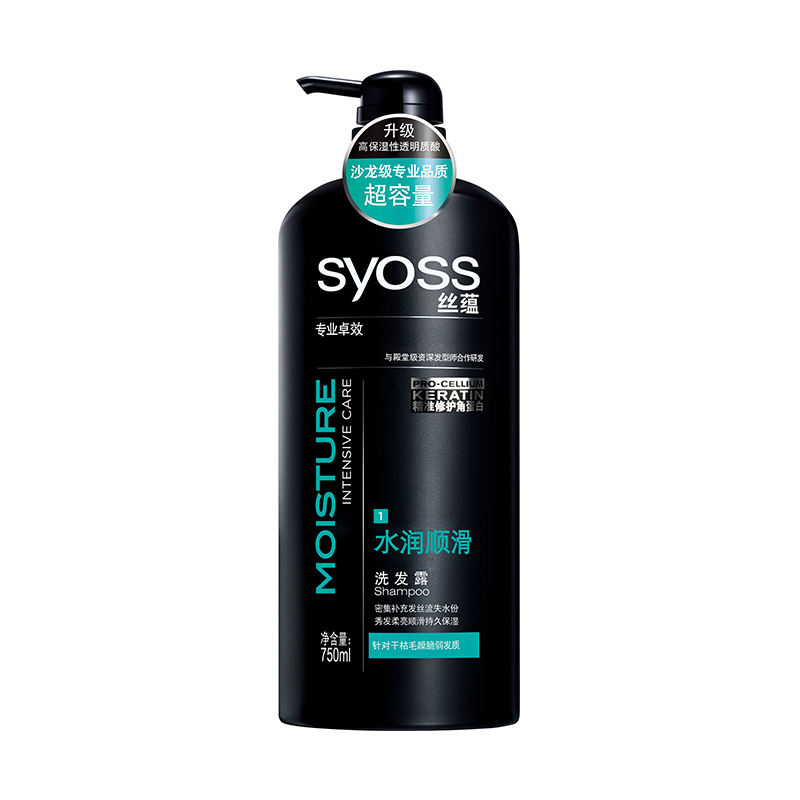 升级
高保湿性透明质酸
沙龙级专业品质
超容量
syoss
丝蕴
专业卓效
与殿堂级资深发型师合作研发
MOISTURE
INTENSIVE CARE
PRO-CELLIUM
KERATIN
精准修护角蛋白
1
水润顺滑
洗发露
Shampoo
密集补充发丝流失水份
秀发柔亮顺滑持久保湿
针对干枯毛躁脆弱发质
净含量:
750ml